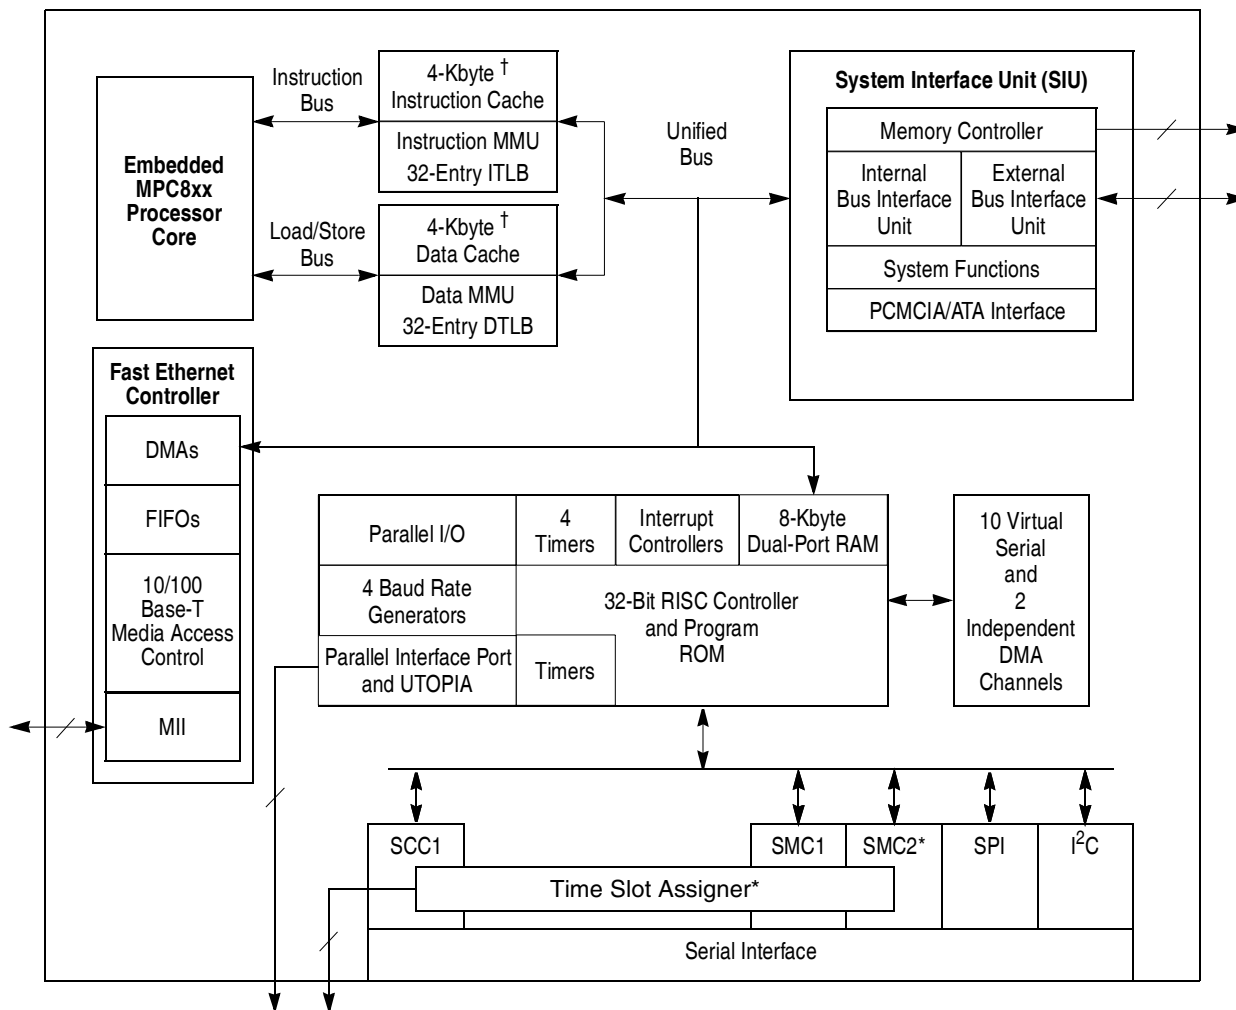 Embedded
MPC8xx
Processor
Core
Instruction
Bus
Load/Store
Bus
4-Kbyte †
Instruction Cache
Instruction MMU
32-Entry ITLB
4-Kbyte †
Data Cache
Data MMU
32-Entry DTLB
Unified
Bus
System Interface Unit (SIU)
Memory Controller
Internal
Bus Interface
Unit
External
Bus Interface
Unit
System Functions
PCMCIA/ATA Interface
Fast Ethernet
Controller
DMAs
FIFOs
10/100
Base-T
Media Access
Control
MII
Parallel I/O
4
Timers
Interrupt
Controllers
8-Kbyte
Dual-Port RAM
4 Baud Rate
Generators
32-Bit RISC Controller
and Program
ROM
Parallel Interface Port
and UTOPIA
Timers
10 Virtual
Serial
and
2
Independent
DMA
Channels
SCC1
SMC1
SMC2*
SPI
I²C
Time Slot Assigner*
Serial Interface